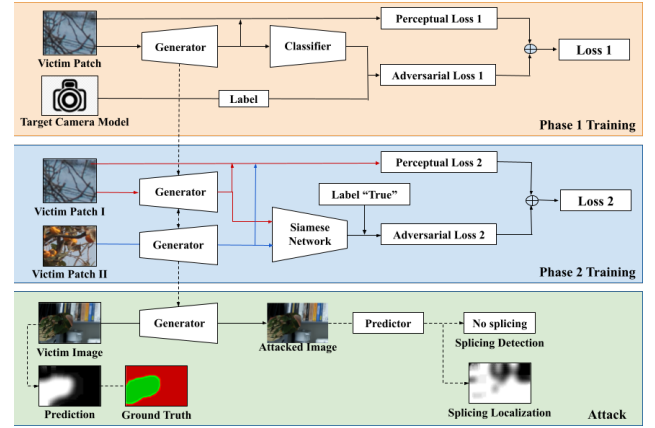 Victim Patch
Generator
Classifier
Perceptual Loss 1
Loss 1
Adversarial Loss 1
Label
Target Camera Model
Phase 1 Training
Victim Patch I
Generator
Perceptual Loss 2
Label “True”
Loss 2
Siamese
Network
Adversarial Loss 2
Generator
Victim Patch II
Phase 2 Training
Victim Image
Generator
Attacked Image
Predictor
No splicing
Splicing Detection
Prediction
Ground Truth
Splicing Localization
Attack